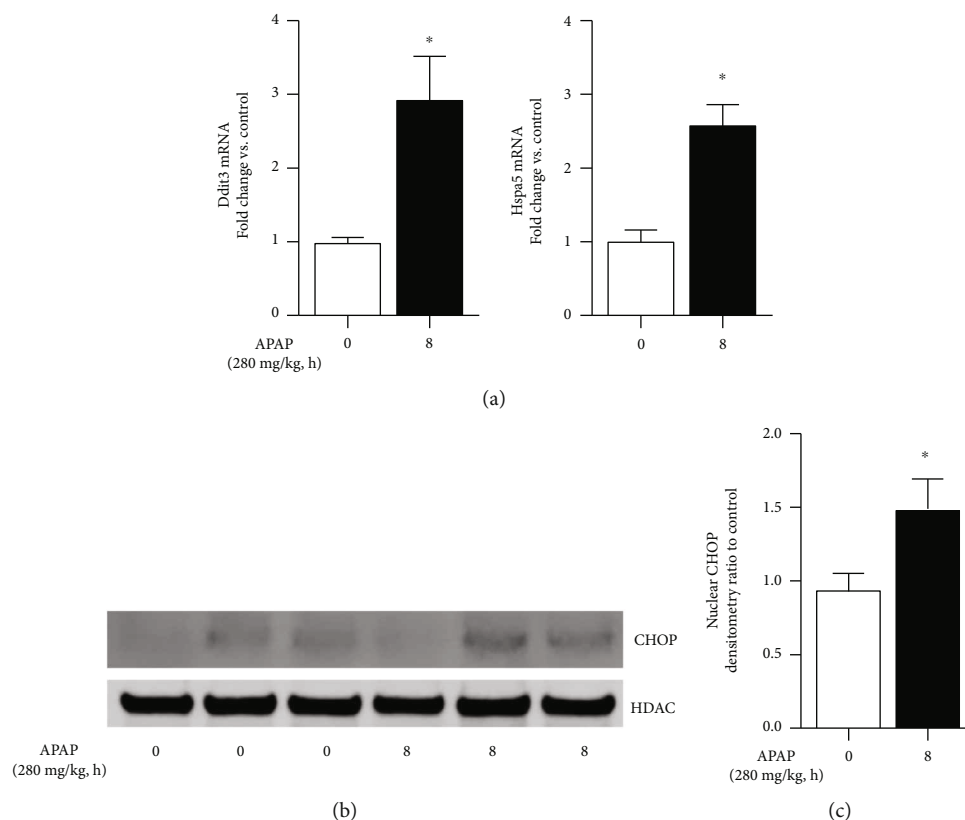 4
3
2
1
0
Ddit3 mRNA
Fold change vs. control
*
APAP
(280 mg/kg, h)
0
8
4
3
2
1
0
Hspa5 mRNA
Fold change vs. control
*
0
8
(a)
CHOP
HDAC
APAP
(280 mg/kg, h)
0
0
0
8
8
8
(b)
2.0
1.5
1.0
0.5
0.0
Nuclear CHOP
densitometry ratio to control
*
APAP
(280 mg/kg, h)
0
8
(c)